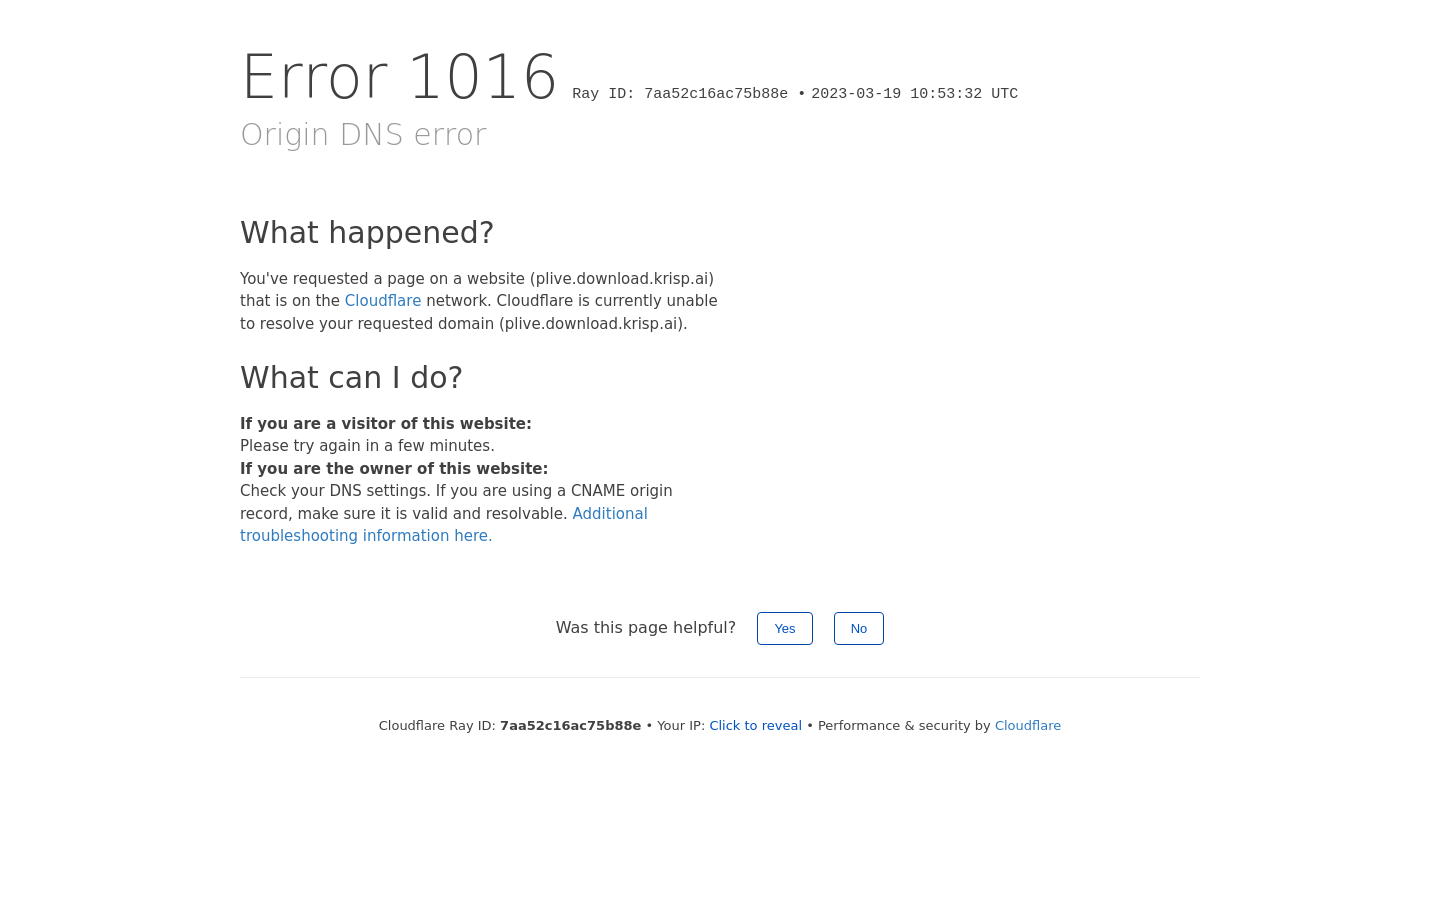 Error 1016 Ray ID: 7aa52c16ac75b88e • 2023-03-19 10:53:32 UTC
Origin DNS error
What happened?
You've requested a page on a website (plive.download.krisp.ai)
that is on the Cloudflare network. Cloudflare is currently unable
to resolve your requested domain (plive.download.krisp.ai).
What can I do?
If you are a visitor of this website:
Please try again in a few minutes.
If you are the owner of this website:
Check your DNS settings. If you are using a CNAME origin
record, make sure it is valid and resolvable. Additional
troubleshooting information here.
Was this page helpful? Yes No
Cloudflare Ray ID: 7aa52c16ac75b88e • Your IP: Click to reveal • Performance & security by Cloudflare